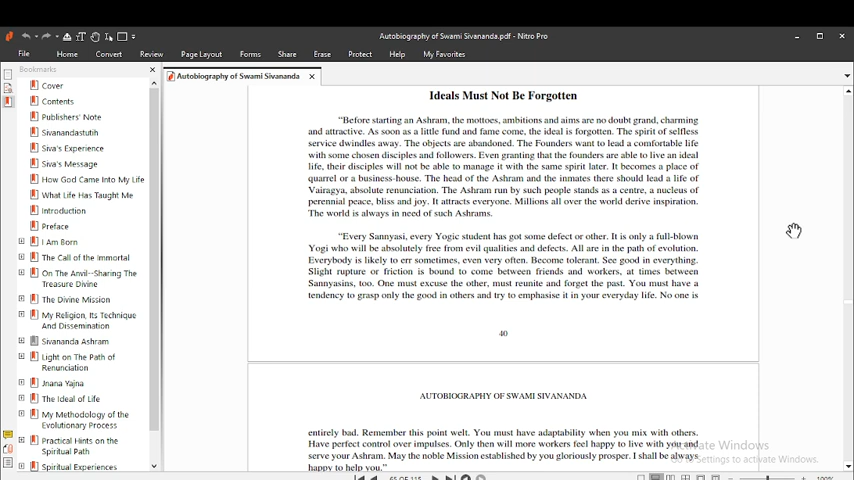 Autobiography of Swami Sivananda.pdf - Nitro Pro
File Home Convert Review Page Layout Forms Share Erase Protect Help My Favorites
Bookmarks
Autobiography of Swami Sivananda
Cover
Contents
Publishers' Note
Sivanandastuti
Siva's Experience
Siva's Message
How God Came Into My Life
What Life Has Taught Me
Introduction
Preface
I Am Born
The Call of the Immortal
On The Anvil--Sharing The
Treasure Divine
The Divine Mission
My Religion, Its Technique
And Dissemination
Sivananda Ashram
Light on The Path of
Renunciation
Jnana Yajna
The Ideal of Life
My Methodology of the
Evolutionary Process
Practical Hints on the
Spiritual Path
Spiritual Experiences
Ideals Must Not Be Forgotten
“Before starting an Ashram, the mottoes, ambitions and aims are no doubt grand, charming
and attractive. As soon as a little fund and fame come, the ideal is forgotten. The spirit of selfless
service dwindles away. The objects are abandoned. The Founders want to lead a comfortable life
with some chosen disciples and followers. Even granting that the founders are able to live an ideal
life, their disciples will not be able to manage it with the same spirit later. It becomes a place of
quarrel or a business-house. The head of the Ashram and the inmates there should lead a life of
Vairagya, absolute renunciation. The Ashram run by such people stands as a centre, a nucleus of
perennial peace, bliss and joy. It attracts everyone. Millions all over the world derive inspiration.
The world is always in need of such Ashrams.
“Every Sannyasi, every Yogic student has got some defect or other. It is only a full-blown
Yogi who will be absolutely free from evil qualities and defects. All are in the path of evolution.
Everybody is likely to err sometimes, even very often. Become tolerant. See good in everything.
Slight rupture or friction is bound to come between friends and workers, at times between
Sannyasins, too. One must excuse the other, must reunite and forget the past. You must have a
tendency to grasp only the good in others and try to emphasise it in your everyday life. No one is
40
AUTOBIOGRAPHY OF SWAMI SIVANANDA
entirely bad. Remember this point welt. You must have adaptability when you mix with others.
Have perfect control over impulses. Only then will more workers feel happy to live with you and
serve your Ashram. May the noble Mission established by you gloriously prosper. I shall be always
happy to help you.”
Activate Windows
Go to Settings to activate Windows.
65 OF 115
100%